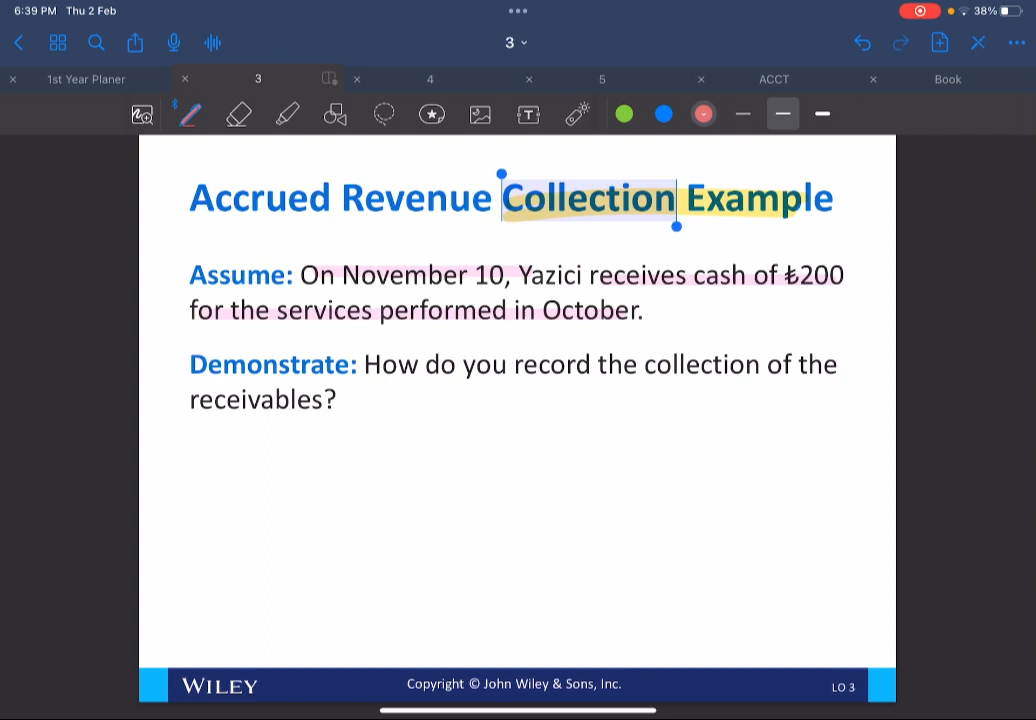 6:39 PM Thu 2 Feb
38%
3
1st Year Planer
3
4
5
ACCT
Book
T
Accrued Revenue Collection Example
Assume: On November 10, Yazici receives cash of ₺200
for the services performed in October.
Demonstrate: How do you record the collection of the
receivables?
WILEY
Copyright © John Wiley & Sons, Inc.
LO 3